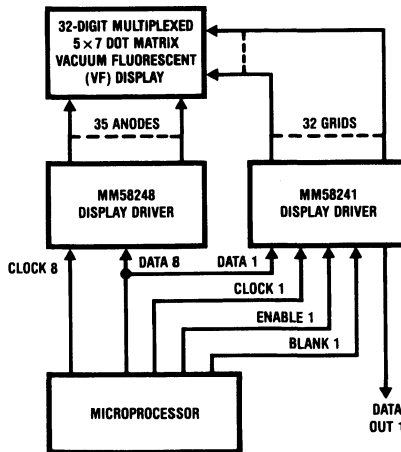 32-DIGIT MULTIPLEXED
5 × 7 DOT MATRIX
VACUUM FLUORESCENT
(VF) DISPLAY
35 ANODES
32 GRIDS
MM58248
DISPLAY DRIVER
MM58241
DISPLAY DRIVER
CLOCK 8
DATA 8
DATA 1
CLOCK 1
ENABLE 1
BLANK 1
MICROPROCESSOR
DATA
OUT 1